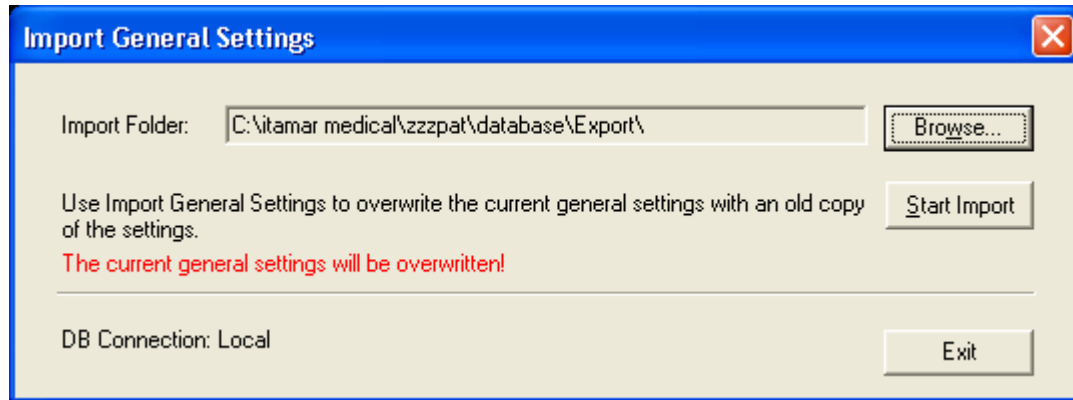 Import General Settings
Import Folder: C:\itamar medical\zzzpat\database\Export\ Browse...
Use Import General Settings to overwrite the current general settings with an old copy
of the settings.
Start Import
The current general settings will be overwritten!
DB Connection: Local
Exit